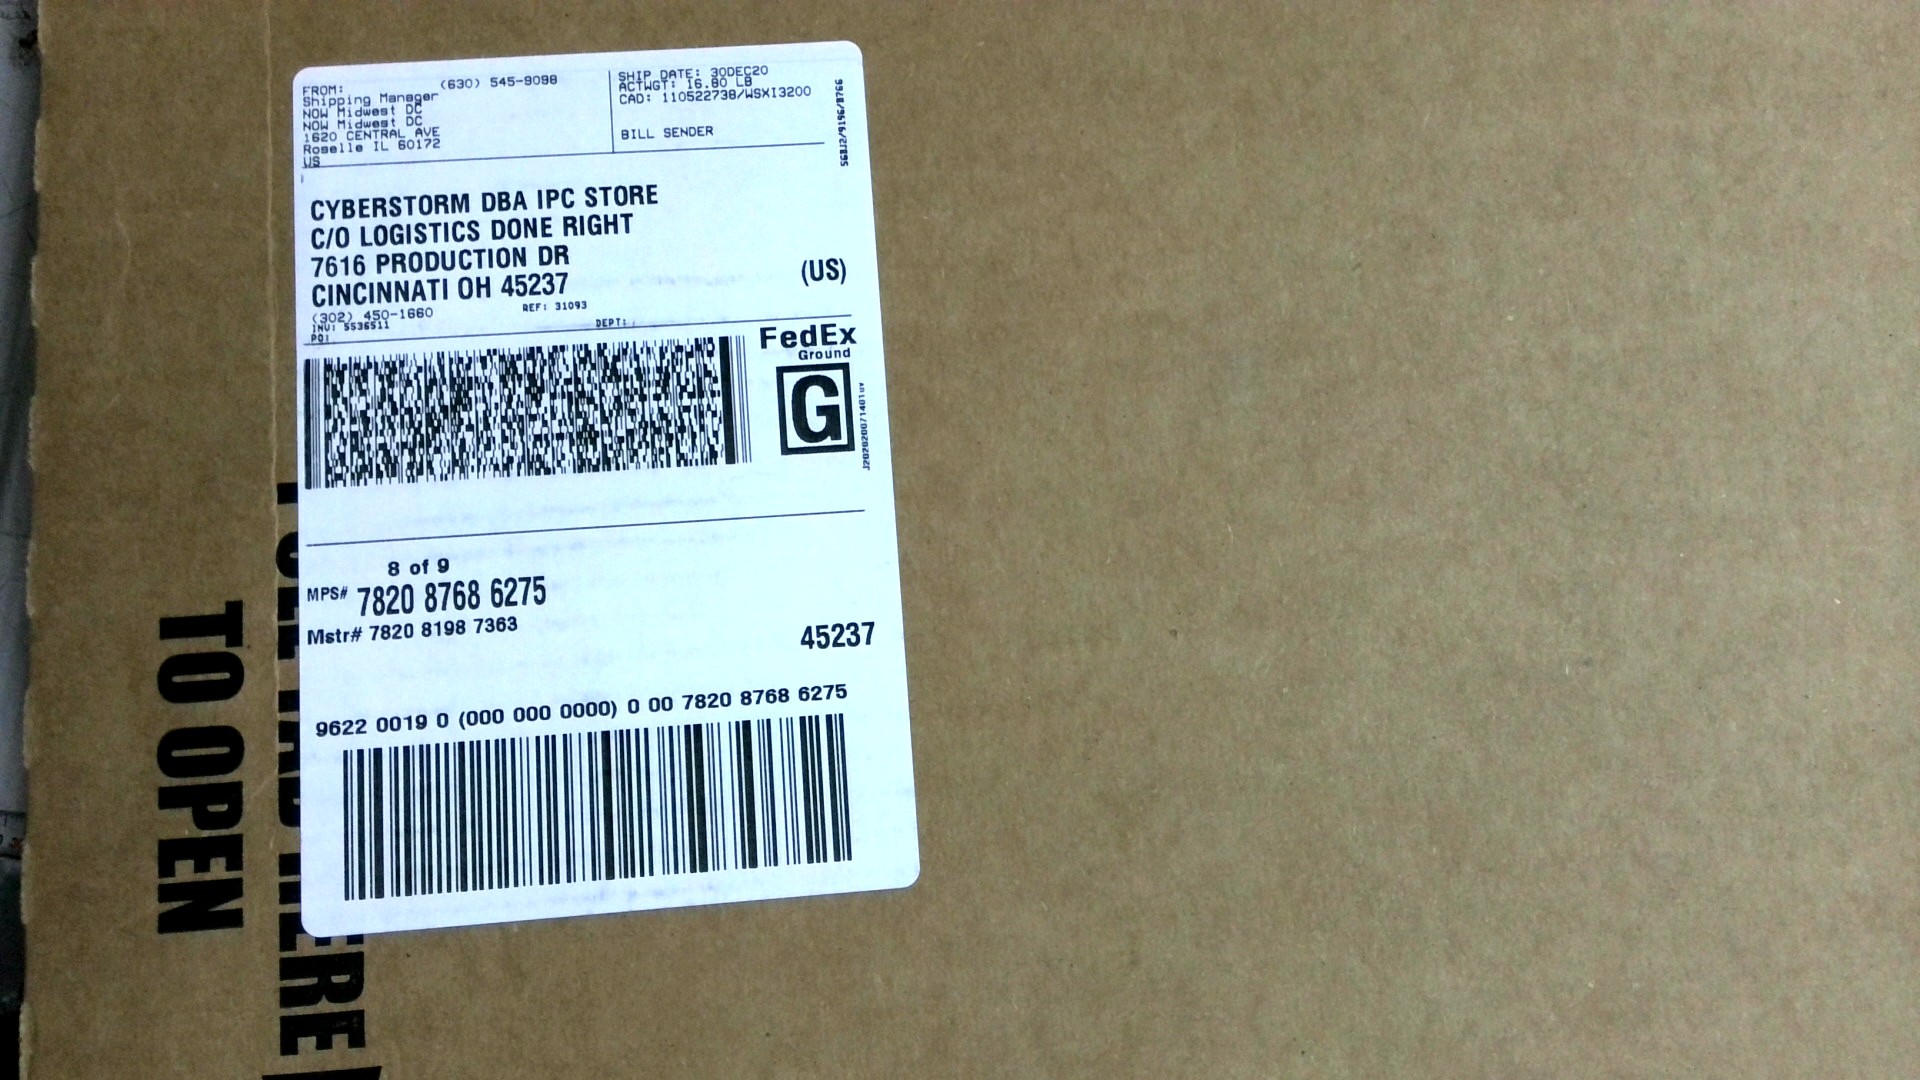 FROM:
(630) 545-9098
Shipping Manager
NOW Midwest DC
NOW Midwest DC
1620 CENTRAL AVE
Roselle IL 60172
US
SHIP DATE: 30DEC20
ACTWGT: 16.80 LB
CAD: 110522738/WSXI3200
BILL SENDER
CYBERSTORM DBA IPC STORE
C/O LOGISTICS DONE RIGHT
7616 PRODUCTION DR
CINCINNATI OH 45237
(US)
(302) 450-1660
REF: 31093
INV: 5536511
PO:
DEPT:
FedEx
Ground
G
8 of 9
MPS# 7820 8768 6275
Mstr# 7820 8198 7363
45237
9622 0019 0 (000 000 0000) 0 00 7820 8768 6275
TO OPEN